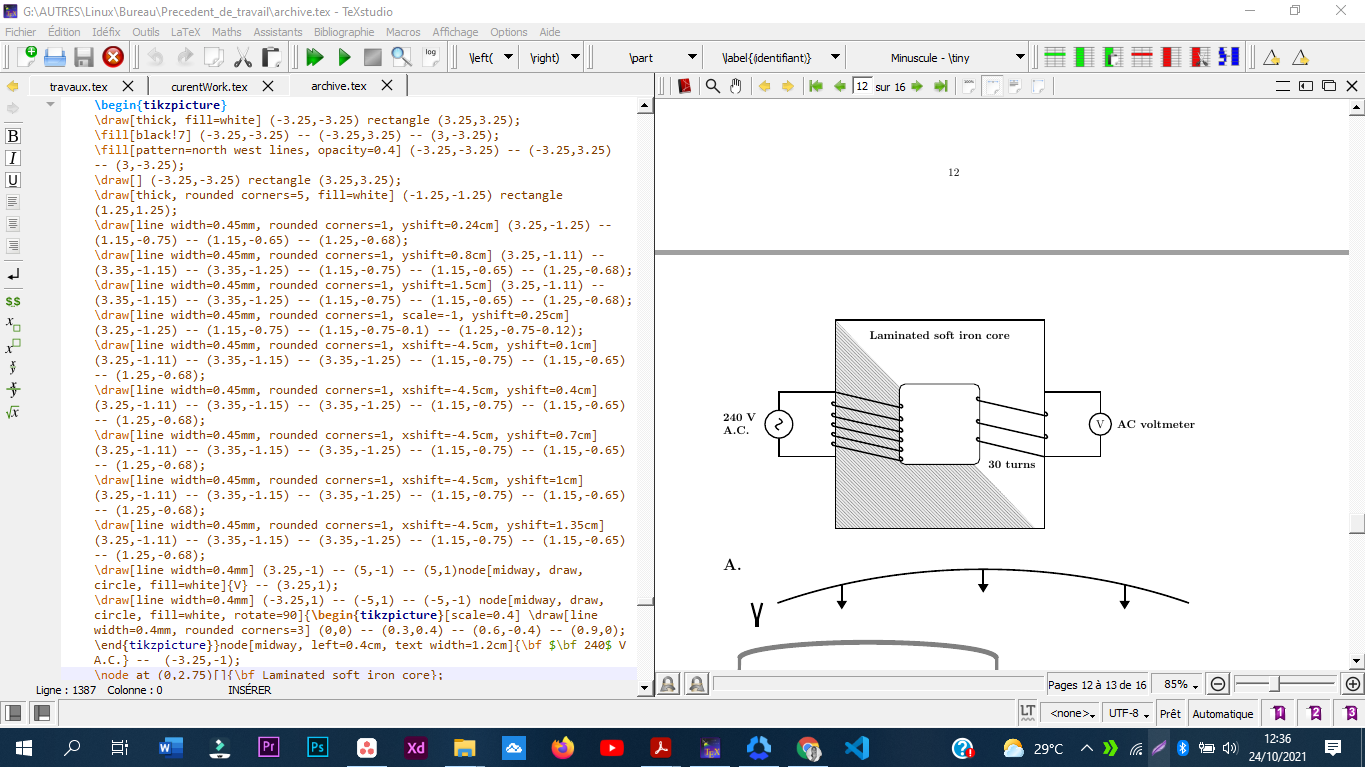 G:\AUTRES\Linux\Bureau\Precedent_de_travail\archive.tex - TeXstudio
Fichier Édition Idéfix Outils LaTeX Maths Assistants Bibliographie Macros Affichage Options Aide
log \left( \right) \part \label{(identifiant)} Minuscule - \tiny
travaux.tex curentWork.tex archive.tex 12 sur 16
\begin{tikzpicture}
\draw[thick, fill=white] (-3.25,-3.25) rectangle (3.25,3.25);
\fill[black!7] (-3.25,-3.25) -- (-3.25,3.25) -- (3,-3.25);
\fill[pattern=north west lines, opacity=0.4] (-3.25,-3.25) -- (-3.25,3.25)
-- (3,-3.25);
\draw[] (-3.25,-3.25) rectangle (3.25,3.25);
\draw[thick, rounded corners=5, fill=white] (-1.25,-1.25) rectangle
(1.25,1.25);
\draw[line width=0.45mm, rounded corners=1, yshift=0.24cm] (3.25,-1.25) --
(1.15,-0.75) -- (1.15,-0.65) -- (1.25,-0.68);
\draw[line width=0.45mm, rounded corners=1, yshift=0.8cm] (3.25,-1.11) --
(3.35,-1.15) -- (3.35,-1.25) -- (1.15,-0.75) -- (1.15,-0.65) -- (1.25,-0.68);
\draw[line width=0.45mm, rounded corners=1, yshift=1.5cm] (3.25,-1.11) --
(3.35,-1.15) -- (3.35,-1.25) -- (1.15,-0.75) -- (1.15,-0.65) -- (1.25,-0.68);
\draw[line width=0.45mm, rounded corners=1, scale=-1, yshift=0.25cm]
(3.25,-1.25) -- (1.15,-0.75) -- (1.15,-0.75-0.1) -- (1.25,-0.75-0.12);
\draw[line width=0.45mm, rounded corners=1, xshift=-4.5cm, yshift=0.1cm]
(3.25,-1.11) -- (3.35,-1.15) -- (3.35,-1.25) -- (1.15,-0.75) -- (1.15,-0.65)
-- (1.25,-0.68);
\draw[line width=0.45mm, rounded corners=1, xshift=-4.5cm, yshift=0.4cm]
(3.25,-1.11) -- (3.35,-1.15) -- (3.35,-1.25) -- (1.15,-0.75) -- (1.15,-0.65)
-- (1.25,-0.68);
\draw[line width=0.45mm, rounded corners=1, xshift=-4.5cm, yshift=0.7cm]
(3.25,-1.11) -- (3.35,-1.15) -- (3.35,-1.25) -- (1.15,-0.75) -- (1.15,-0.65)
-- (1.25,-0.68);
\draw[line width=0.45mm, rounded corners=1, xshift=-4.5cm, yshift=1cm]
(3.25,-1.11) -- (3.35,-1.15) -- (3.35,-1.25) -- (1.15,-0.75) -- (1.15,-0.65)
-- (1.25,-0.68);
\draw[line width=0.45mm, rounded corners=1, xshift=-4.5cm, yshift=1.35cm]
(3.25,-1.11) -- (3.35,-1.15) -- (3.35,-1.25) -- (1.15,-0.75) -- (1.15,-0.65)
-- (1.25,-0.68);
\draw[line width=0.4mm] (3.25,-1) -- (5,-1) -- (5,1)node[midway, draw,
circle, fill=white]{V} -- (3.25,1);
\draw[line width=0.4mm] (-3.25,1) -- (-5,1) -- (-5,-1) node[midway, draw,
circle, fill=white, rotate=90]{\begin{tikzpicture}[scale=0.4] \draw[line
width=0.4mm, rounded corners=3] (0,0) -- (0.3,0.4) -- (0.6,-0.4) -- (0.9,0);
\end{tikzpicture}}node[midway, left=0.4cm, text width=1.2cm]{\bf $\bf 240$ V
A.C.} --  (-3.25,-1);
\node at (0,2.75)[]{\bf Laminated soft iron core};
Ligne : 1387 Colonne : 0 INSÉRER
12
Laminated soft iron core
240 V
A.C.
V AC voltmeter
30 turns
A.
Pages 12 à 13 de 16 85%
LT <none> UTF-8 Prêt Automatique 1 2 3
29°C
12:36
24/10/2021